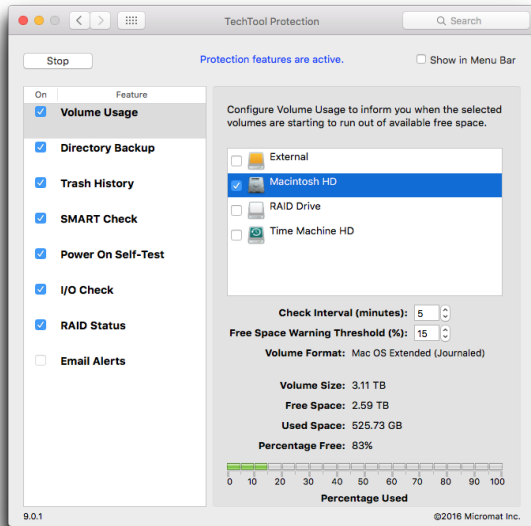 TechTool Protection
Search
Stop
Protection features are active.
Show in Menu Bar
On
Feature
Volume Usage
Directory Backup
Trash History
SMART Check
Power On Self-Test
I/O Check
RAID Status
Email Alerts
Configure Volume Usage to inform you when the selected
volumes are starting to run out of available free space.
External
Macintosh HD
RAID Drive
Time Machine HD
Check Interval (minutes): 5
Free Space Warning Threshold (%): 15
Volume Format: Mac OS Extended (Journaled)
Volume Size: 3.11 TB
Free Space: 2.59 TB
Used Space: 525.73 GB
Percentage Free: 83%
0 10 20 30 40 50 60 70 80 90 100
Percentage Used
9.0.1
©2016 Micromat Inc.